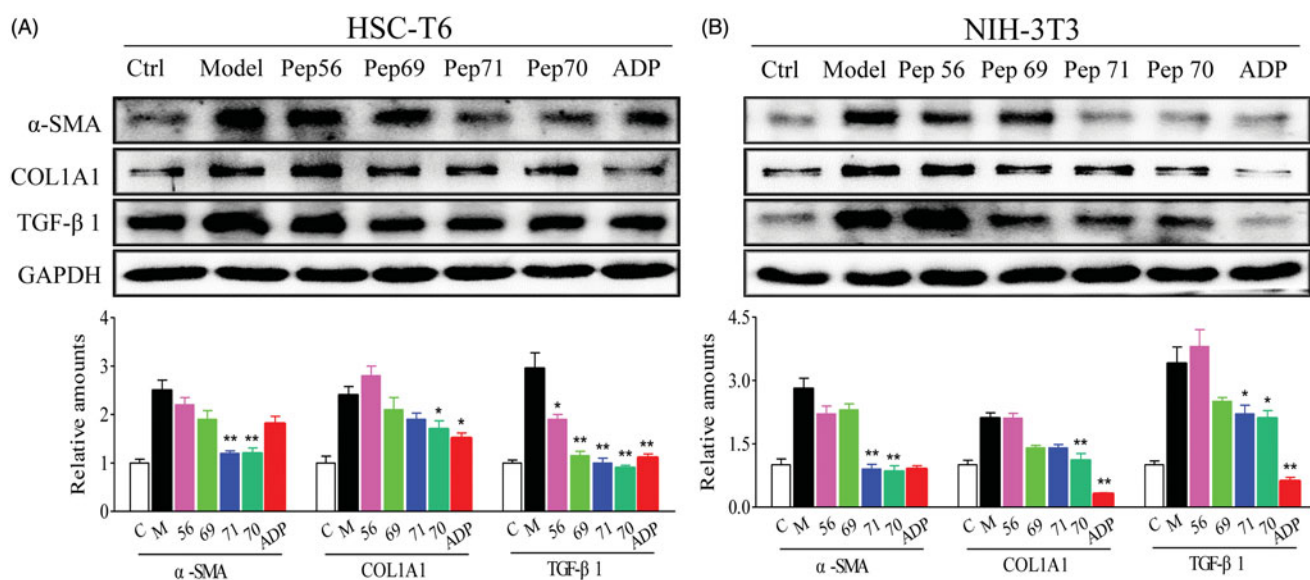 (A)
HSC-T6
Ctrl Model Pep56 Pep69 Pep71 Pep70 ADP
α-SMA
COL1A1
TGF-β 1
GAPDH
4
3
2
1
0
Relative amounts
* * *
** ** ** ** ** **
C M 56 69 71 70 ADP C M 56 69 71 70 ADP C M 56 69 71 70 ADP
α-SMA COL1A1 TGF-β 1
(B)
NIH-3T3
Ctrl Model Pep 56 Pep 69 Pep 71 Pep 70 ADP
4.5
3.0
1.5
0.0
Relative amounts
** ** ** ** * * **
C M 56 69 71 70 ADP C M 56 69 71 70 ADP C M 56 69 71 70 ADP
α-SMA COL1A1 TGF-β 1